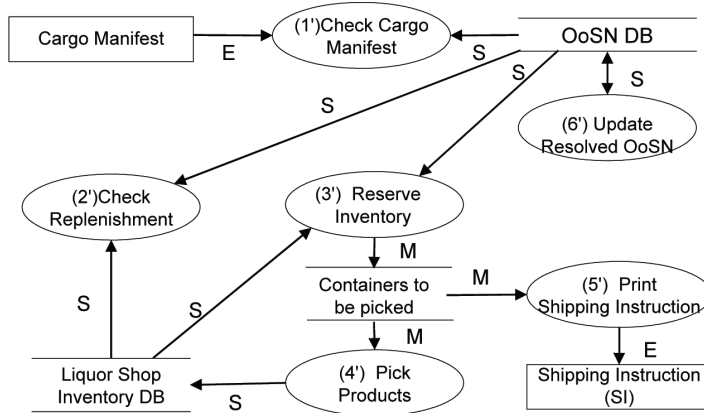 Cargo Manifest
E
(1')Check Cargo
Manifest
S
OoSN DB
S
S
S
(6') Update
Resolved OoSN
(2')Check
Replenishment
(3') Reserve
Inventory
M
S
S
Containers to
be picked
M
(5') Print
Shipping Instruction
M
E
Liquor Shop
Inventory DB
S
(4') Pick
Products
Shipping Instruction
(SI)